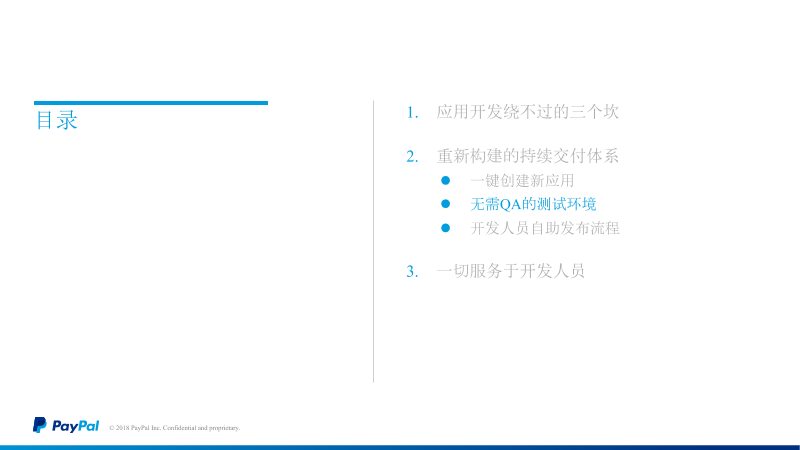 目录
1. 应用开发绕不过的三个坎
2. 重新构建的持续交付体系
● 一键创建新应用
● 无需QA的测试环境
● 开发人员自助发布流程
3. 一切服务于开发人员
PayPal © 2018 PayPal Inc. Confidential and proprietary.